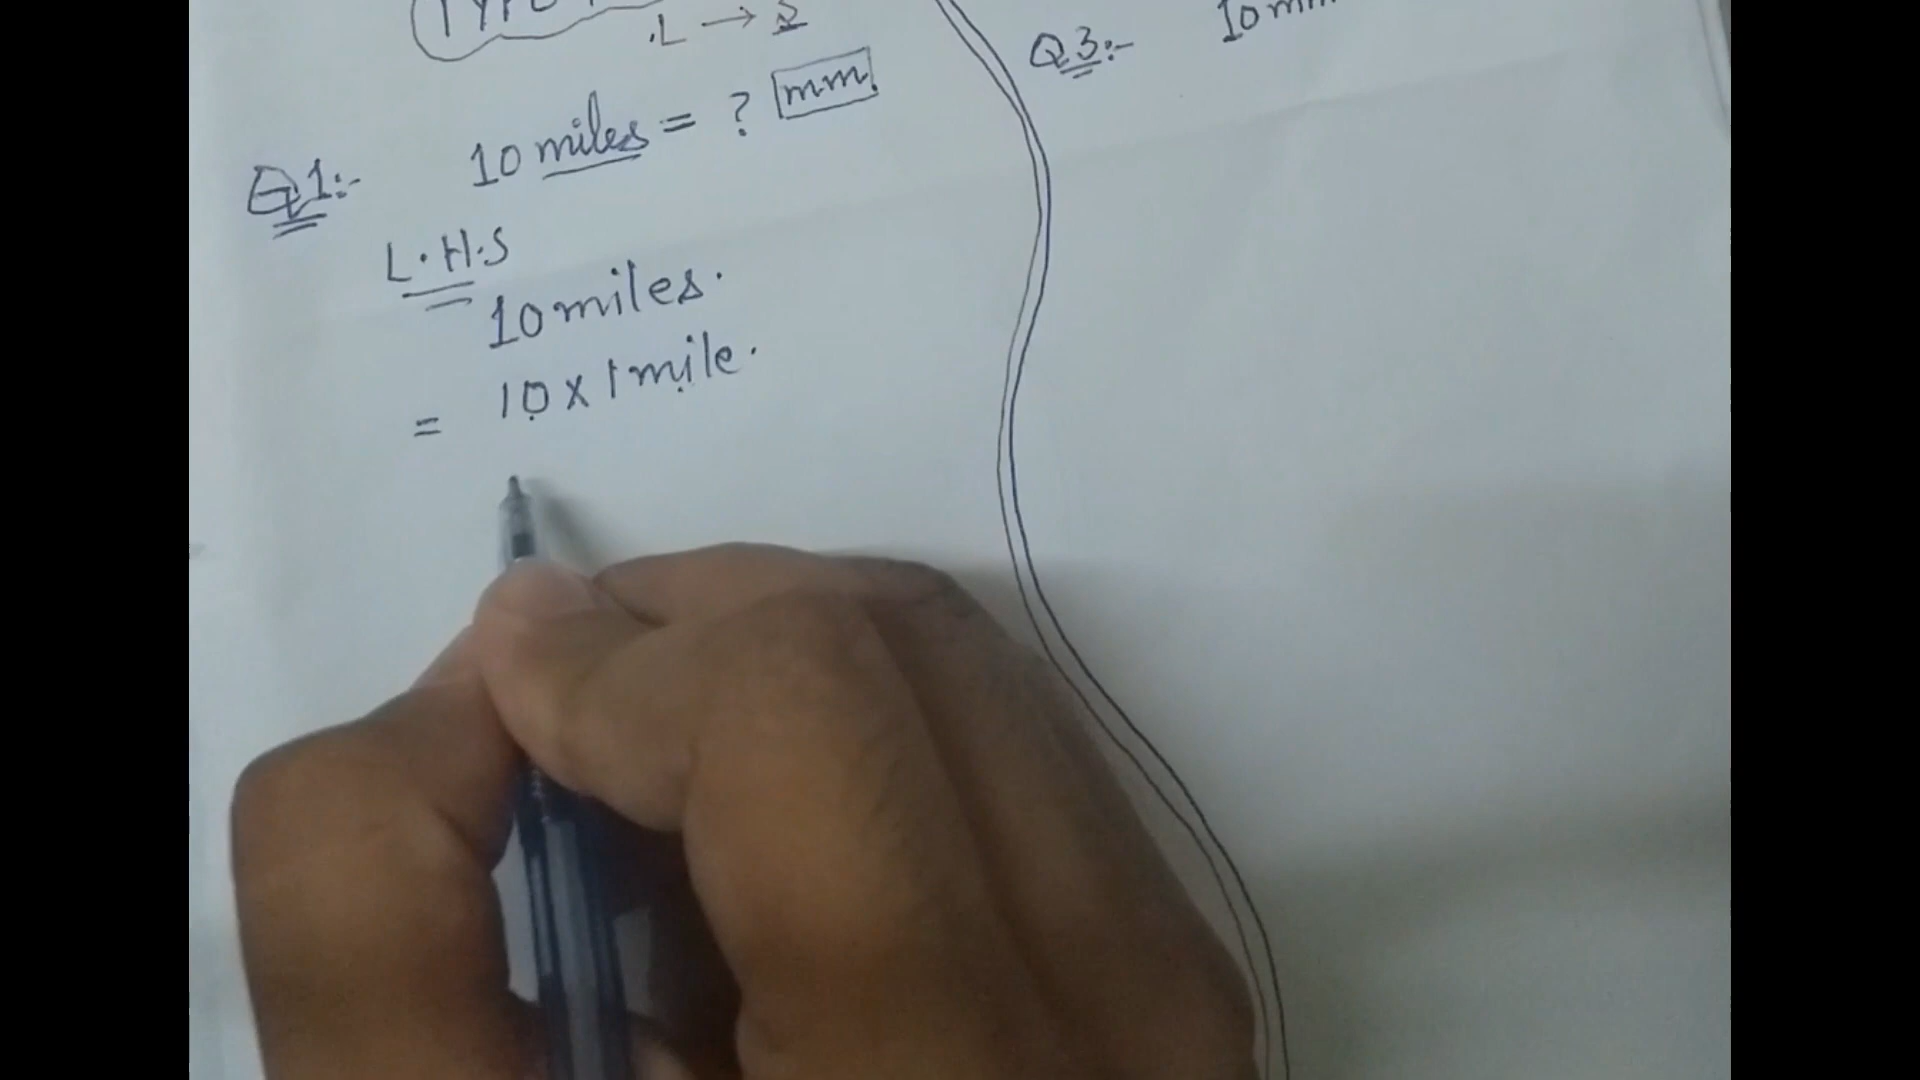 L → S
Q1:- 10 miles = ? mm.
L.H.S
10 miles.
= 10 x 1 mile.
Q3:- 10 mm